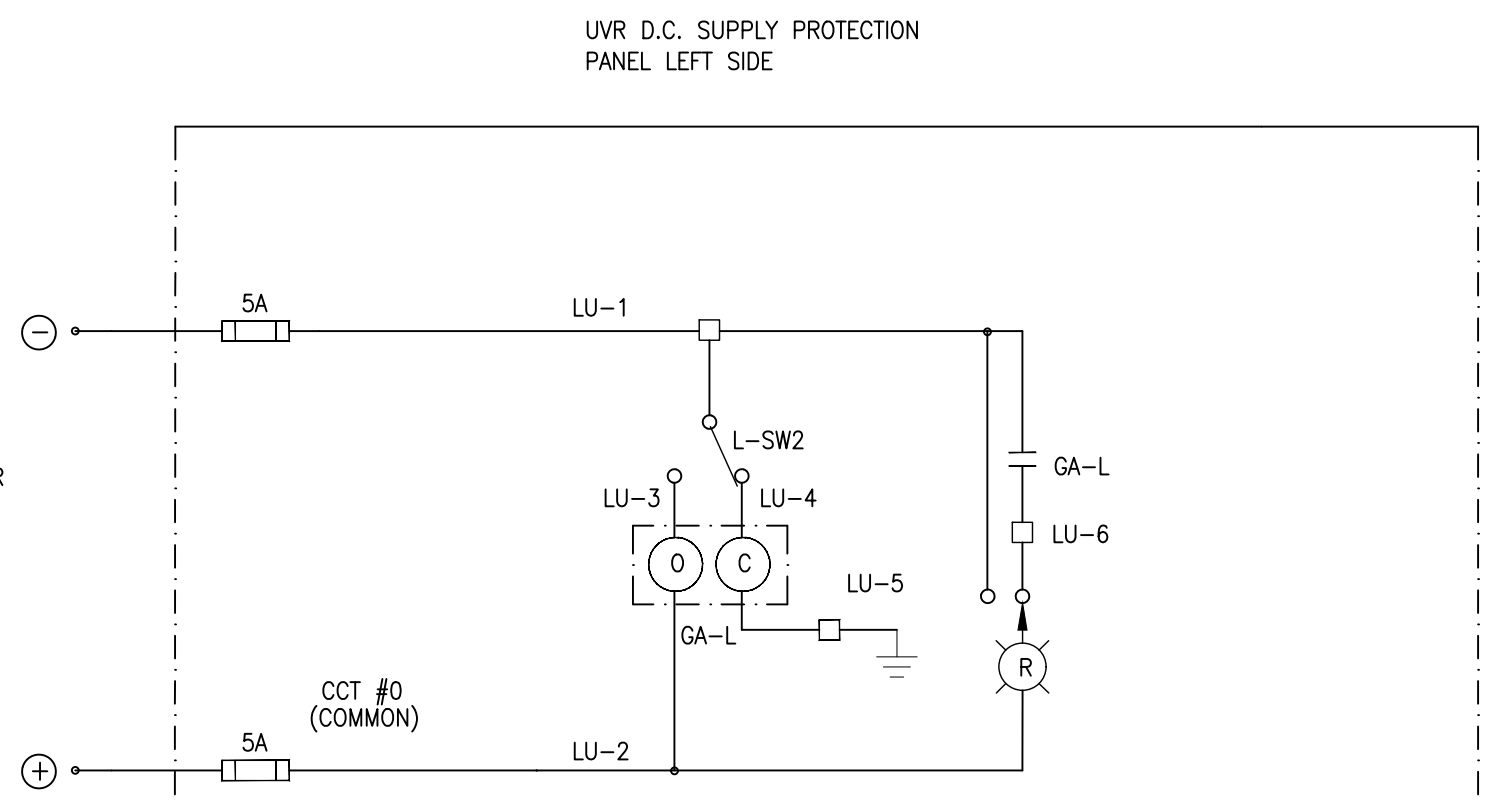 UVR D.C. SUPPLY PROTECTION
PANEL LEFT SIDE
5A
LU-1
L-SW2
GA-L
R
LU-3
LU-4
LU-6
O
C
LU-5
GA-L
R
CCT #0
(COMMON)
5A
LU-2